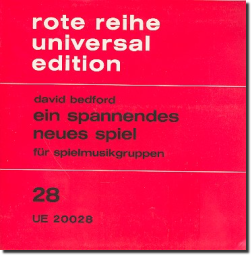 rote reihe
universal
edition
david bedford
ein spannendes
neues spiel
für spielmusikgruppen
28
UE 20028